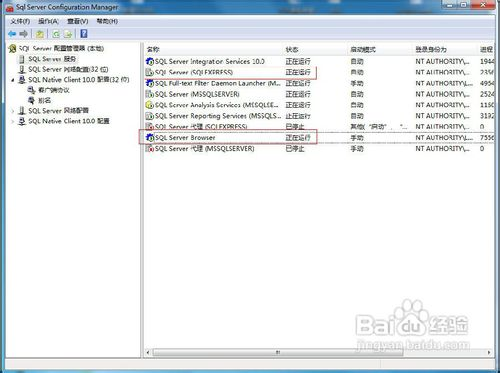 Sql Server Configuration Manager
文件(F) 操作(A) 查看(V) 帮助(H)
SQL Server 配置管理器 (本地)
SQL Server 服务
SQL Server 网络配置(32 位)
SQL Native Client 10.0 配置(32 位)
客户端协议
别名
SQL Server 网络配置
SQL Native Client 10.0 配置
名称 状态 启动模式 登录身份为 进程
SQL Server Integration Services 10.0 正在运行 自动 NT AUTHORITY\N... 1944
SQL Server (SQLEXPRESS) 正在运行 自动 NT AUTHORITY\... 2356
SQL Full-text Filter Daemon Launcher (M... 正在运行 手动 NT AUTHORITY\L... 4954
SQL Server (MSSQLSERVER) 正在运行 自动 NT AUTHORITY\... 2524
SQL Server Analysis Services (MSSQLS... 正在运行 自动 NT AUTHORITY\... 1180
SQL Server Reporting Services (MSSQL... 正在运行 自动 NT AUTHORITY\... 3192
SQL Server 代理 (SQLEXPRESS) 已停止 其他("启动"、"... NT AUTHORITY\... 0
SQL Server Browser 正在运行 手动 NT AUTHORITY\... 7556
SQL Server 代理 (MSSQLSERVER) 已停止 手动 NT AUTHORITY\... 0
Baidu 经验
jingyan.baidu.com